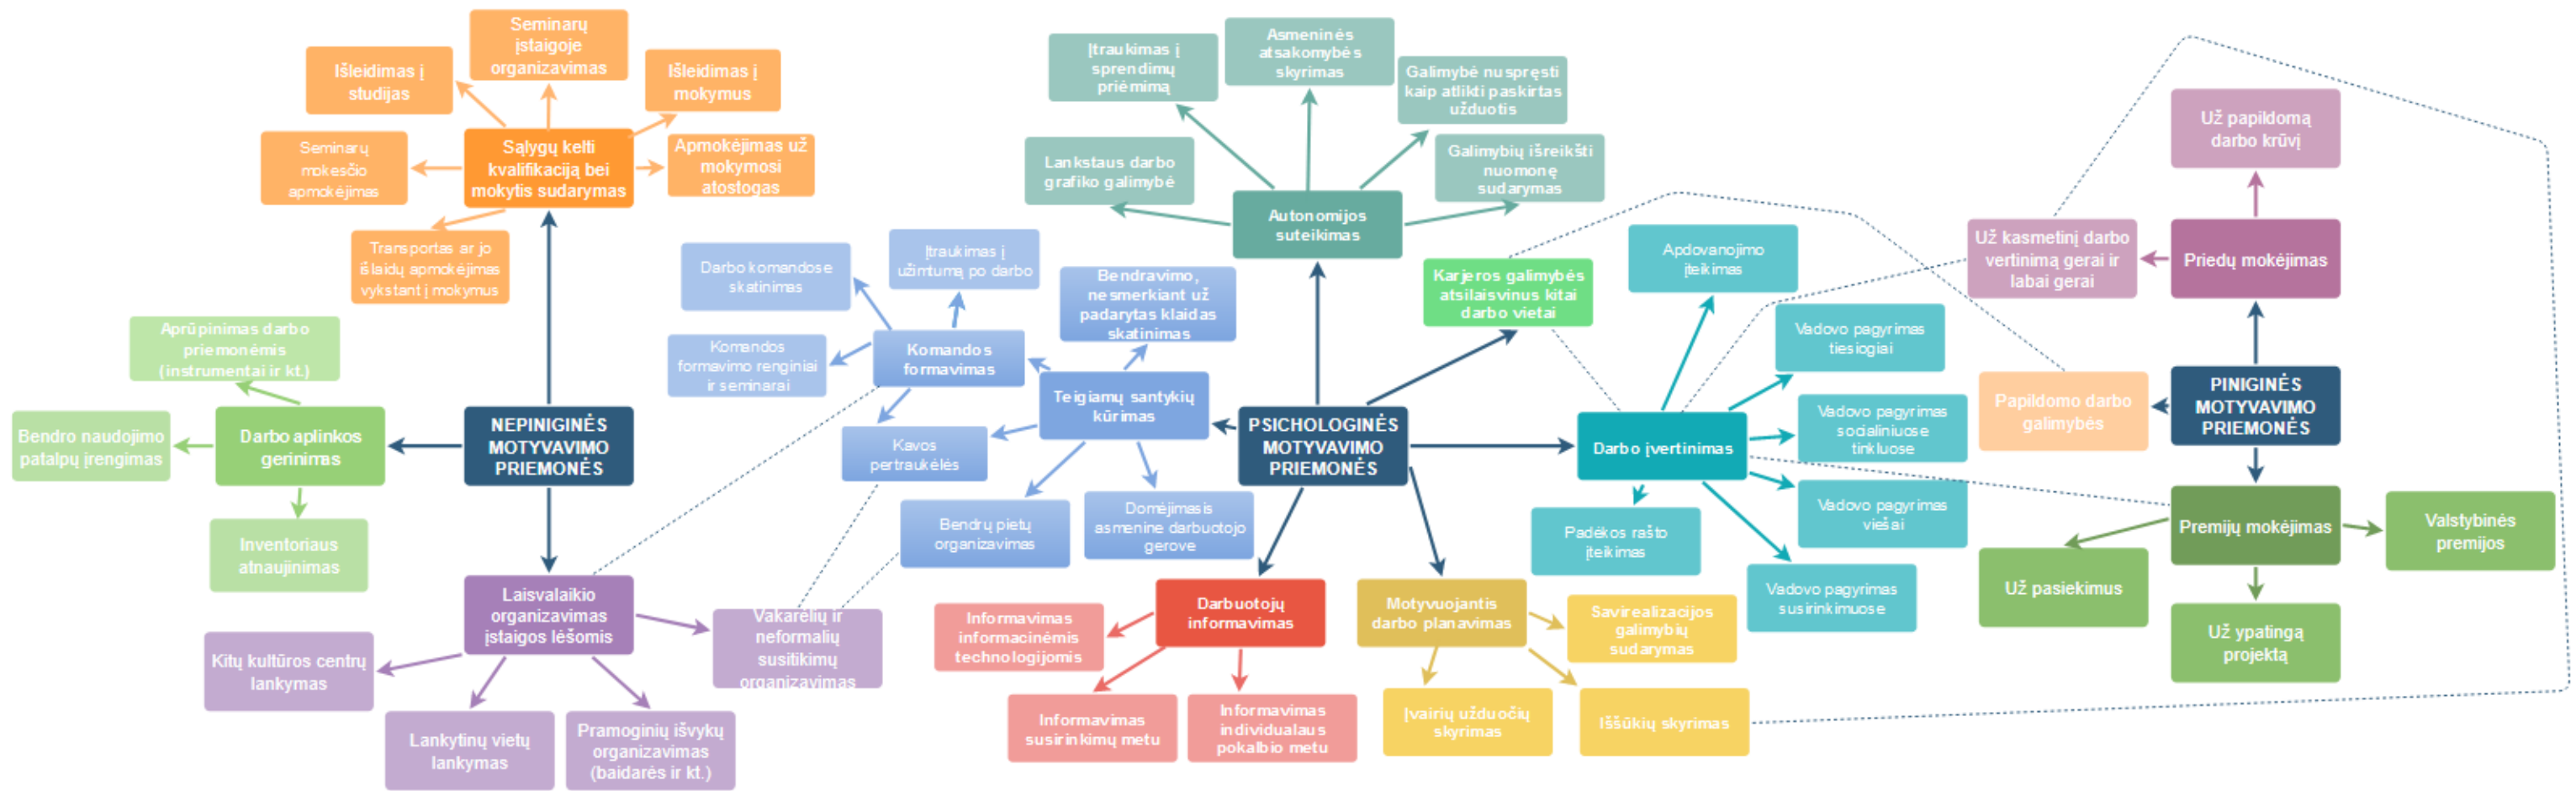 Seminarų
įstaigoje
organizavimas
Išleidimas į
studijas
Išleidimas į
mokymus
Seminarų
mokesčio
apmokėjimas
Sąlygų kelti
kvalifikaciją bei
mokytis sudarymas
Apmokėjimas už
mokymosi
atostogas
Transportas ar jo
išlaidų apmokėjimas
vykstant į mokymus
Aprūpinimas darbo
priemonėmis
(instrumentai ir kt.)
Bendro naudojimo
patalpų įrengimas
Darbo aplinkos
gerinimas
NEPINIGINĖS
MOTYVAVIMO
PRIEMONĖS
Inventoriaus
atnaujinimas
Laisvalaikio
organizavimas
įstaigos lėšomis
Kitų kultūros centrų
lankymas
Lankytinų vietų
lankymas
Pramoginių išvykų
organizavimas
(baidarės ir kt.)
Vakarėlių ir
neformalių
susitikimų
organizavimas
Įtraukimas į
sprendimų
priėmimą
Asmeninės
atsakomybės
skyrimas
Galimybė nuspręsti
kaip atlikti paskirtas
užduotis
Lankstaus darbo
grafiko galimybė
Galimybių išreikšti
nuomonę
sudarymas
Autonomijos
suteikimas
Darbo komandose
skatinimas
Įtraukimas į
užimtumą po darbo
Bendravimo,
nesmerkiant už
padarytas klaidas
skatinimas
Komandos
formavimo renginiai
ir seminarai
Komandos
formavimas
Teigiamų santykių
kūrimas
Kavos
pertraukėlės
Bendrų pietų
organizavimas
Domėjimasis
asmenine darbuotojo
gerove
PSICHOLOGINĖS
MOTYVAVIMO
PRIEMONĖS
Karjeros galimybės
atsilaisvinus kitai
darbo vietai
Darbuotojų
informavimas
Informavimas
informacinėmis
technologijomis
Informavimas
susirinkimų metu
Informavimas
individualaus
pokalbio metu
Motyvuojantis
darbo planavimas
Savirealizacijos
galimybių
sudarymas
Įvairių užduočių
skyrimas
Iššūkių skyrimas
Apdovanojimo
įteikimas
Vadovo pagyrimas
tiesiogiai
Vadovo pagyrimas
socialiniuose
tinkluose
Darbo įvertinimas
Vadovo pagyrimas
viešai
Padėkos rašto
įteikimas
Vadovo pagyrimas
susirinkimuose
Už papildomą
darbo krūvį
Už kasmetinį darbo
vertinimą gerai ir
labai gerai
Priedų mokėjimas
Papildomo darbo
galimybės
PINIGINĖS
MOTYVAVIMO
PRIEMONĖS
Premijų mokėjimas
Valstybinės
premijos
Už pasiekimus
Už ypatingą
projektą